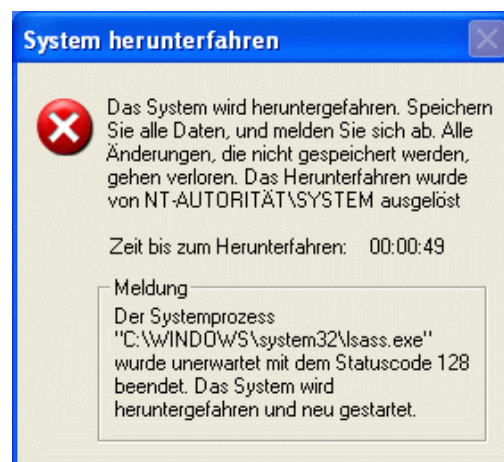 System herunterfahren
Das System wird heruntergefahren. Speichern
Sie alle Daten, und melden Sie sich ab. Alle
Änderungen, die nicht gespeichert werden,
gehen verloren. Das Herunterfahren wurde
von NT-AUTORITÄT\SYSTEM ausgelöst
Zeit bis zum Herunterfahren: 00:00:49
Meldung
Der Systemprozess
"C:\WINDOWS\system32\lsass.exe"
wurde unerwartet mit dem Statuscode 128
beendet. Das System wird
heruntergefahren und neu gestartet.